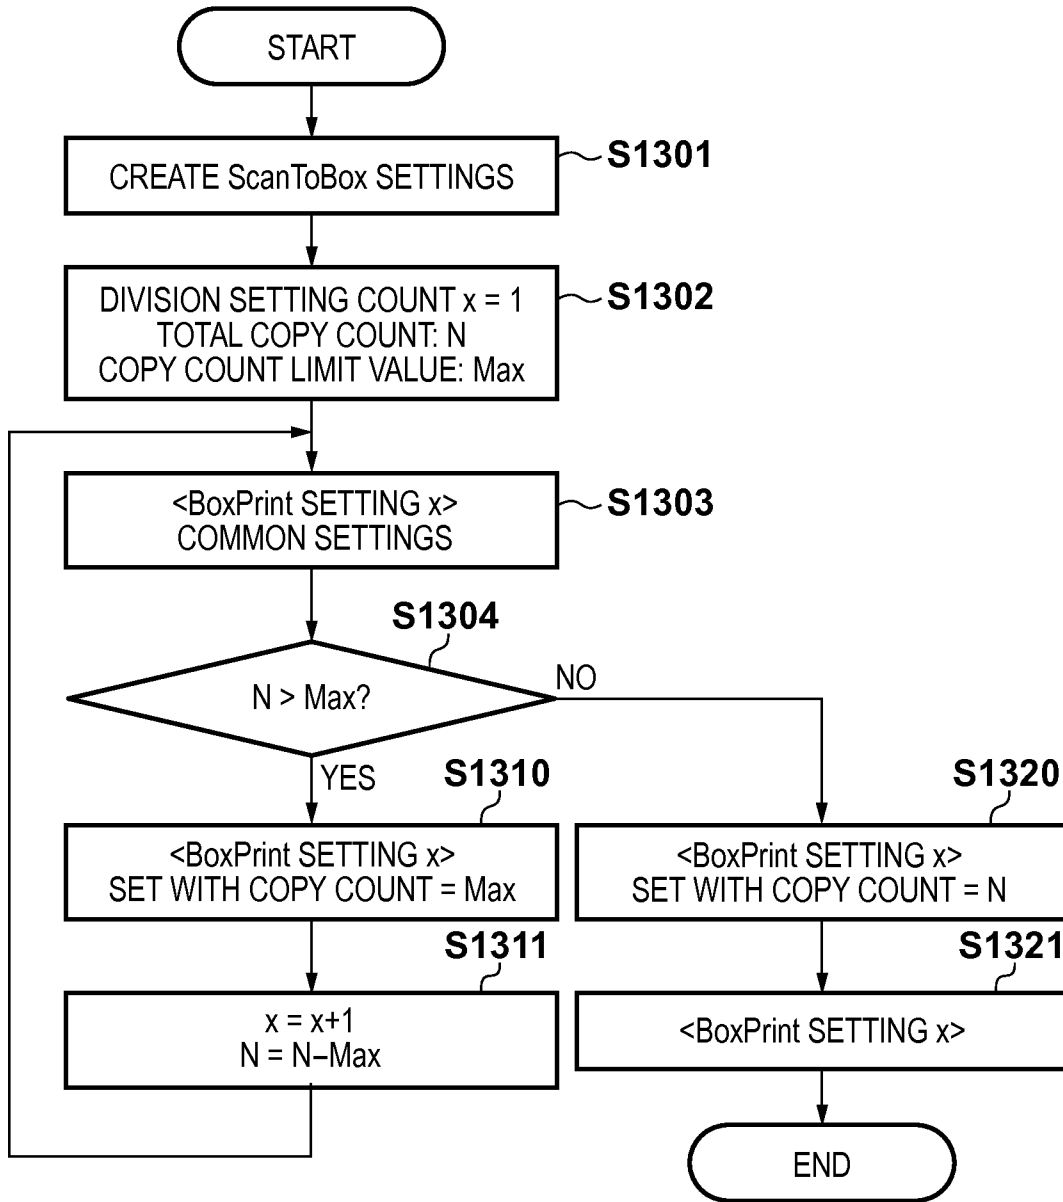 START
CREATE ScanToBox SETTINGS
S1301
DIVISION SETTING COUNT x = 1
TOTAL COPY COUNT: N
COPY COUNT LIMIT VALUE: Max
S1302
<BoxPrint SETTING x>
COMMON SETTINGS
S1303
S1304
N > Max?
NO
YES
S1310
<BoxPrint SETTING x>
SET WITH COPY COUNT = Max
S1311
x = x+1
N = N–Max
S1320
<BoxPrint SETTING x>
SET WITH COPY COUNT = N
S1321
<BoxPrint SETTING x>
END